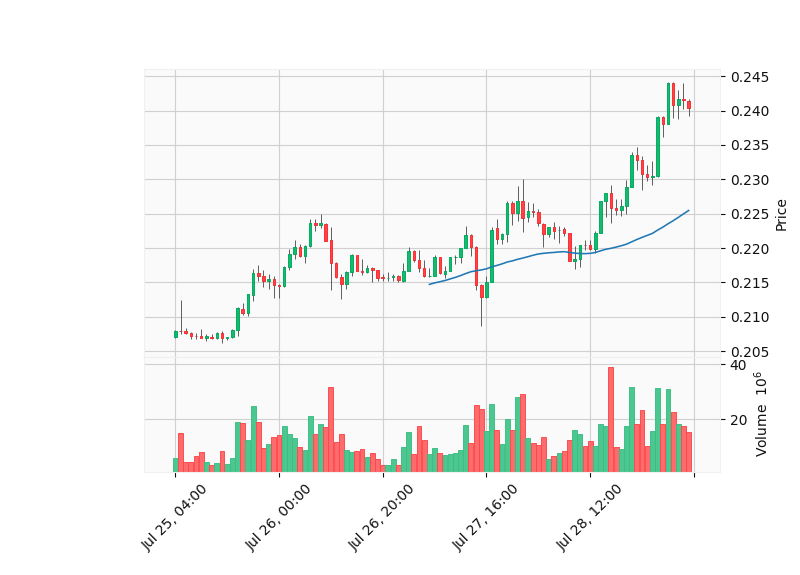 0.245
0.240
0.235
0.230
0.225
0.220
0.215
0.210
0.205
Price
40
20
Volume 10^6
Jul 25, 04:00
Jul 26, 00:00
Jul 26, 20:00
Jul 27, 16:00
Jul 28, 12:00